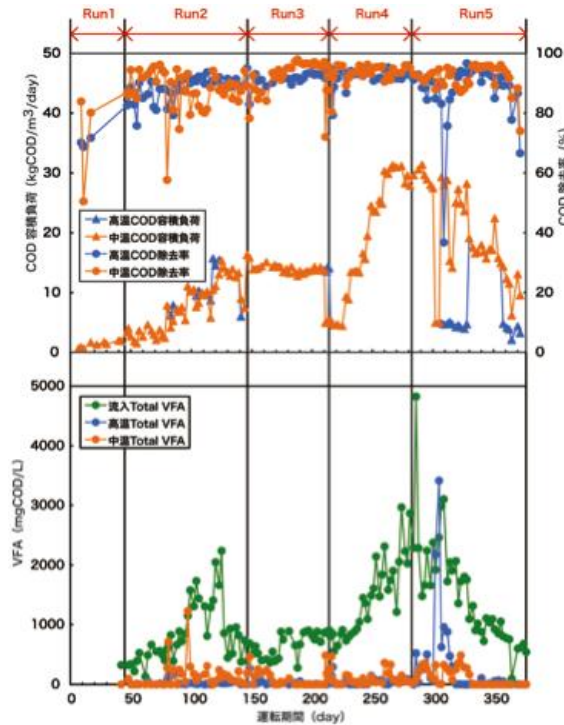 Run1 Run2 Run3 Run4 Run5
COD 容積負荷 (kgCOD/m³/day)
50
40
30
20
10
0
COD 除去率 (%)
100
80
60
40
20
0
高温COD容積負荷
中温COD容積負荷
高温COD除去率
中温COD除去率
VFA (mgCOD/L)
5000
4000
3000
2000
1000
0
流入Total VFA
高温Total VFA
中温Total VFA
0 50 100 150 200 250 300 350
運転期間 (day)